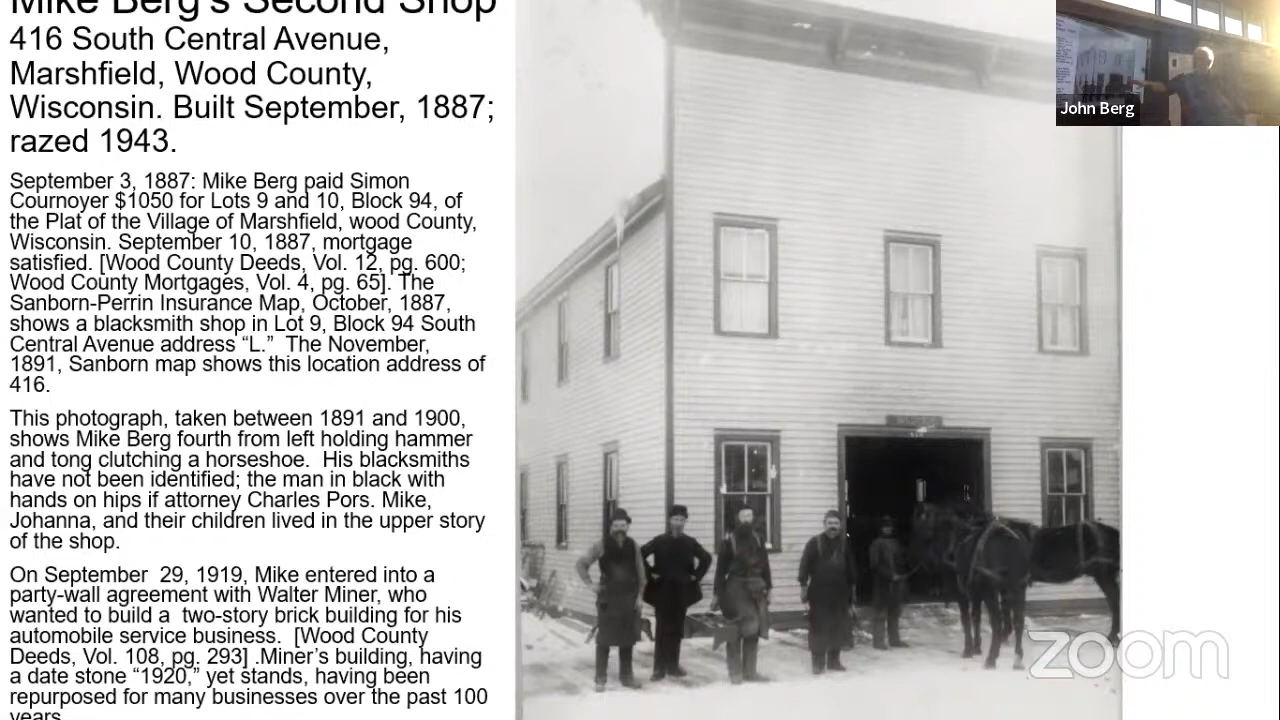 Mike Berg's Second Shop
416 South Central Avenue,
Marshfield, Wood County,
Wisconsin. Built September, 1887;
razed 1943.
September 3, 1887: Mike Berg paid Simon
Cournoyer $1050 for Lots 9 and 10, Block 94, of
the Plat of the Village of Marshfield, wood County,
Wisconsin. September 10, 1887, mortgage
satisfied. [Wood County Deeds, Vol. 12, pg. 600;
Wood County Mortgages, Vol. 4, pg. 65]. The
Sanborn-Perrin Insurance Map, October, 1887,
shows a blacksmith shop in Lot 9, Block 94 South
Central Avenue address “L.” The November,
1891, Sanborn map shows this location address of
416.
This photograph, taken between 1891 and 1900,
shows Mike Berg fourth from left holding hammer
and tong clutching a horseshoe. His blacksmiths
have not been identified; the man in black with
hands on hips if attorney Charles Pors. Mike,
Johanna, and their children lived in the upper story
of the shop.
On September 29, 1919, Mike entered into a
party-wall agreement with Walter Miner, who
wanted to build a two-story brick building for his
automobile service business. [Wood County
Deeds, Vol. 108, pg. 293] .Miner’s building, having
a date stone “1920,” yet stands, having been
repurposed for many businesses over the past 100
years
John Berg
zoom